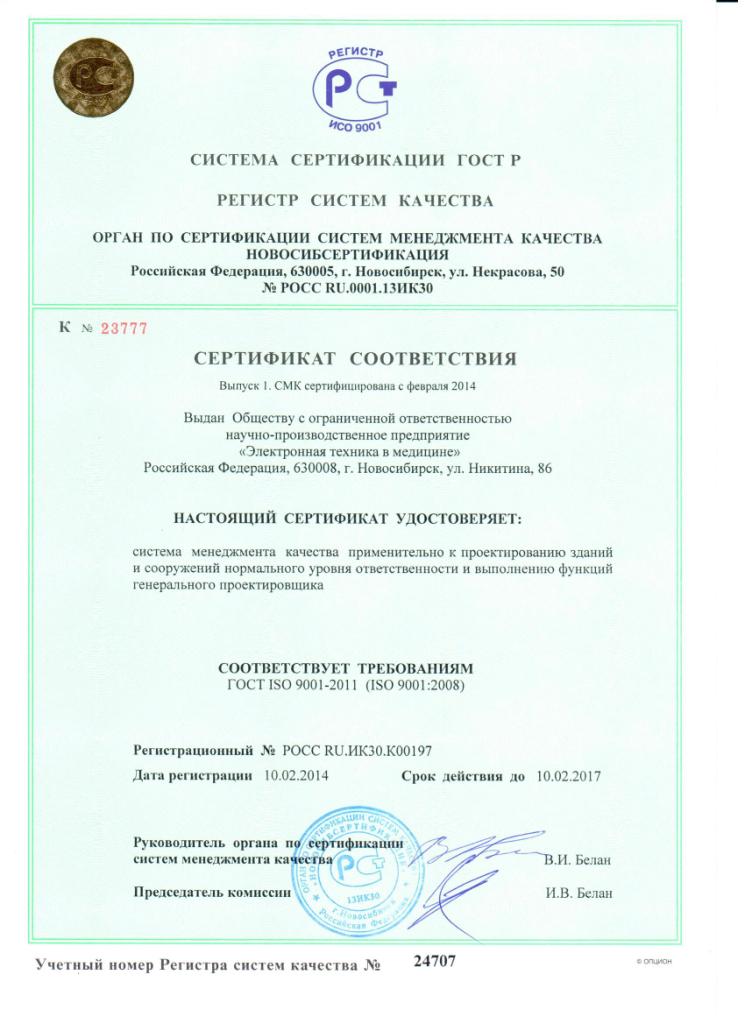 РЕГИСТР
РСТ
ИСО 9001
СИСТЕМА СЕРТИФИКАЦИИ ГОСТ Р
РЕГИСТР СИСТЕМ КАЧЕСТВА
ОРГАН ПО СЕРТИФИКАЦИИ СИСТЕМ МЕНЕДЖМЕНТА КАЧЕСТВА
НОВОСИБСЕРТИФИКАЦИЯ
Российская Федерация, 630005, г. Новосибирск, ул. Некрасова, 50
№ РОСС RU.0001.13ИК30
К № 23777
СЕРТИФИКАТ СООТВЕТСТВИЯ
Выпуск 1. СМК сертифицирована с февраля 2014
Выдан Обществу с ограниченной ответственностью
научно-производственное предприятие
«Электронная техника в медицине»
Российская Федерация, 630008, г. Новосибирск, ул. Никитина, 86
НАСТОЯЩИЙ СЕРТИФИКАТ УДОСТОВЕРЯЕТ:
система менеджмента качества применительно к проектированию зданий
и сооружений нормального уровня ответственности и выполнению функций
генерального проектировщика
СООТВЕТСТВУЕТ ТРЕБОВАНИЯМ
ГОСТ ISO 9001-2011 (ISO 9001:2008)
Регистрационный № РОСС RU.ИК30.К00197
Дата регистрации 10.02.2014 Срок действия до 10.02.2017
Руководитель органа по сертификации
систем менеджмента качества В.И. Белан
Председатель комиссии И.В. Белан
13ИК30
г.Новосибирск
Российская Федерация
Учетный номер Регистра систем качества № 24707
© ОПЦИОН